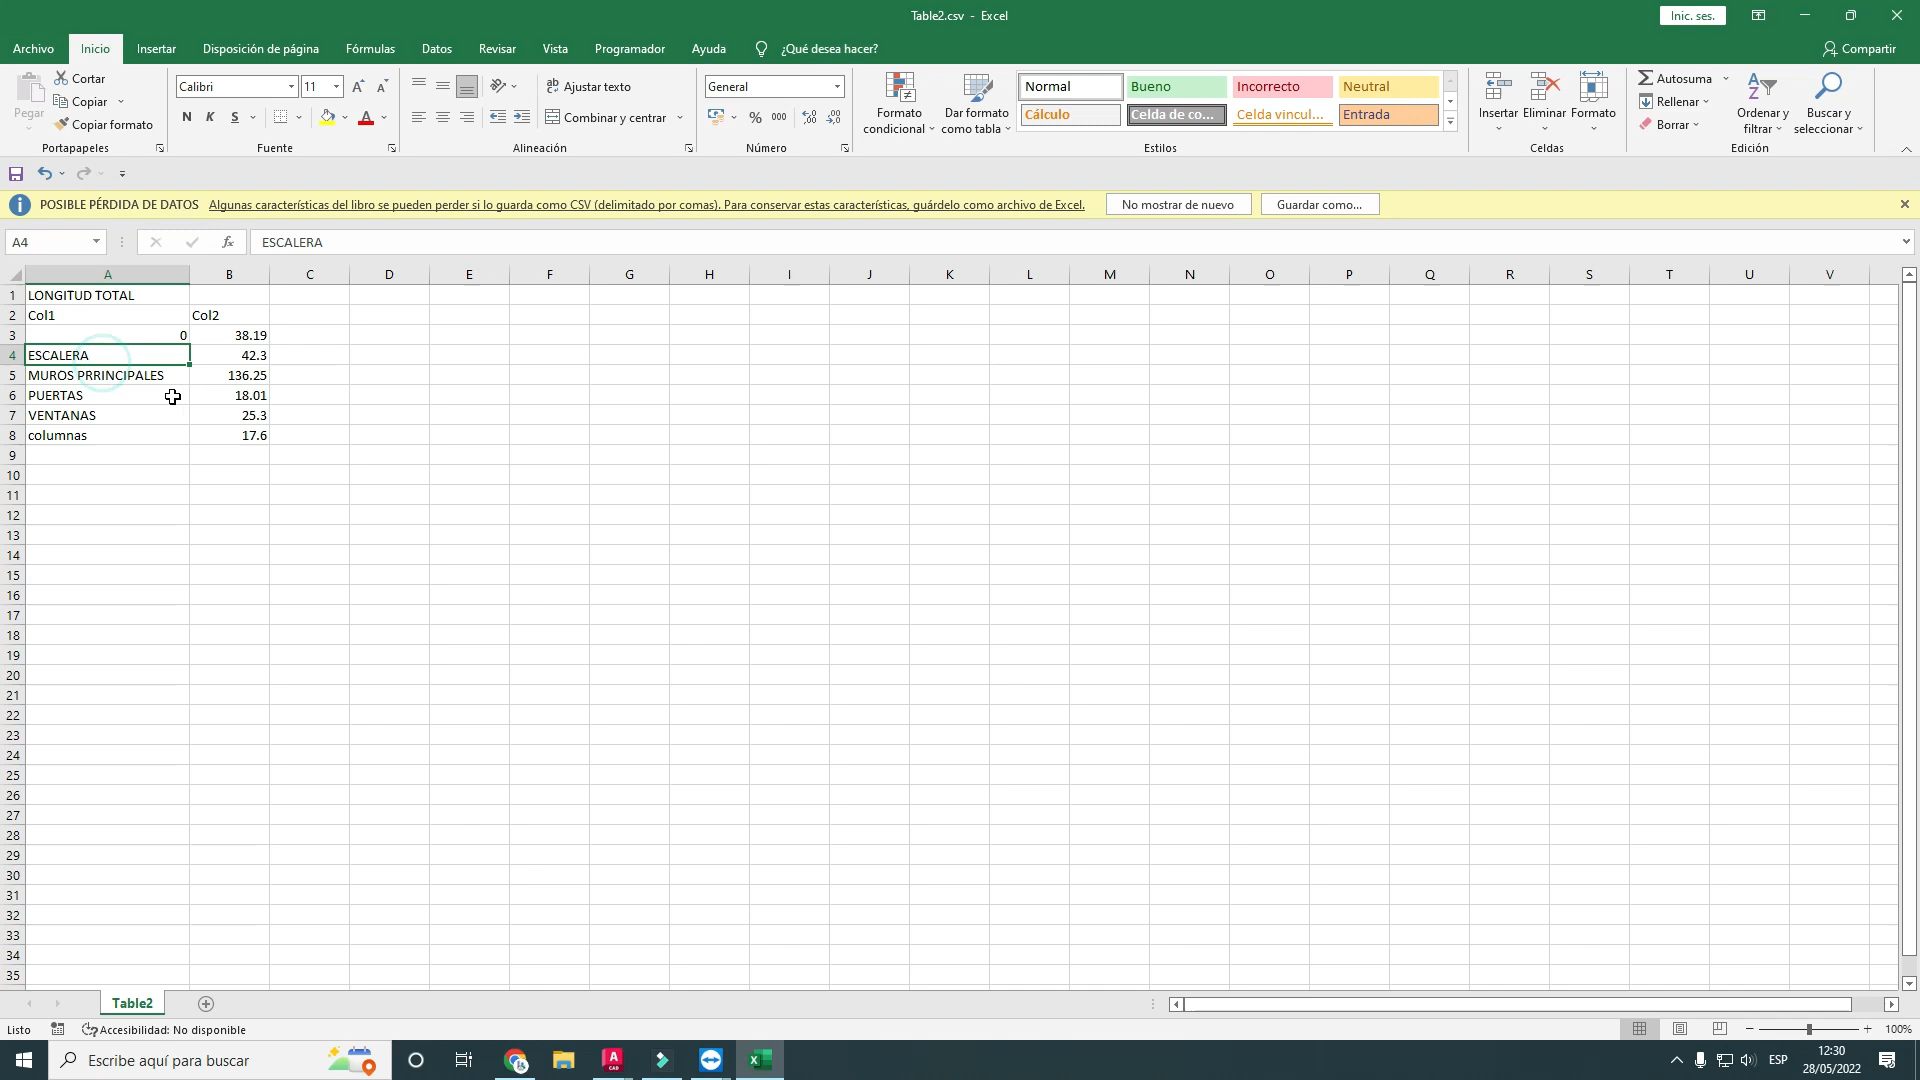 Table2.csv - Excel
Inic. ses.
Archivo Inicio Insertar Disposición de página Fórmulas Datos Revisar Vista Programador Ayuda ¿Qué desea hacer? Compartir
Pegar
Cortar
Copiar
Copiar formato
Portapapeles
Calibri 11
N K S
Fuente
Ajustar texto
Combinar y centrar
Alineación
General
% 000
Número
Formato condicional
Dar formato como tabla
Normal Bueno Incorrecto Neutral
Cálculo Celda de co... Celda vincul... Entrada
Estilos
Insertar Eliminar Formato
Celdas
Autosuma
Rellenar
Borrar
Ordenar y filtrar
Buscar y seleccionar
Edición
POSIBLE PÉRDIDA DE DATOS Algunas características del libro se pueden perder si lo guarda como CSV (delimitado por comas). Para conservar estas características, guárdelo como archivo de Excel. No mostrar de nuevo Guardar como...
A4 fx ESCALERA
A B C D E F G H I J K L M N O P Q R S T U V
1 LONGITUD TOTAL
2 Col1 Col2
3 0 38.19
4 ESCALERA 42.3
5 MUROS PRRINCIPALES 136.25
6 PUERTAS 18.01
7 VENTANAS 25.3
8 columnas 17.6
9
10
11
12
13
14
15
16
17
18
19
20
21
22
23
24
25
26
27
28
29
30
31
32
33
34
35
Table2
Listo Accesibilidad: No disponible 100%
Escribe aquí para buscar
ESP
12:30
28/05/2022